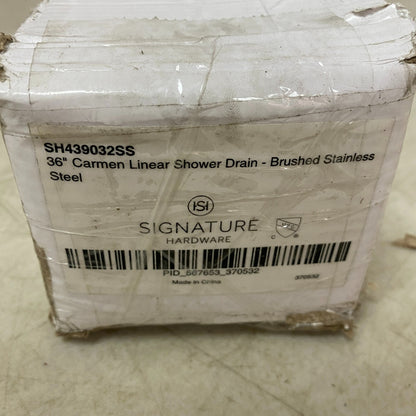 SH439032SS
36" Carmen Linear Shower Drain - Brushed Stainless
Steel
SIGNATURE
HARDWARE
PID_567653_370532
370532
Made in China